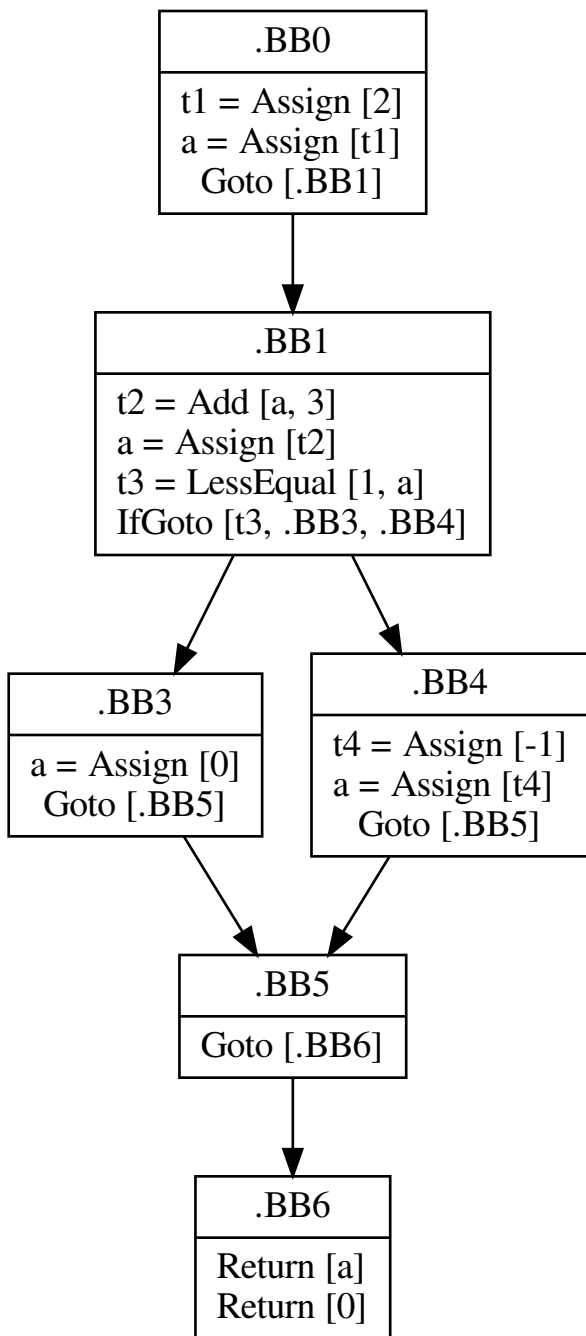 .BB0
t1 = Assign [2]
a = Assign [t1]
Goto [.BB1]
.BB1
t2 = Add [a, 3]
a = Assign [t2]
t3 = LessEqual [1, a]
IfGoto [t3, .BB3, .BB4]
.BB3
a = Assign [0]
Goto [.BB5]
.BB4
t4 = Assign [-1]
a = Assign [t4]
Goto [.BB5]
.BB5
Goto [.BB6]
.BB6
Return [a]
Return [0]